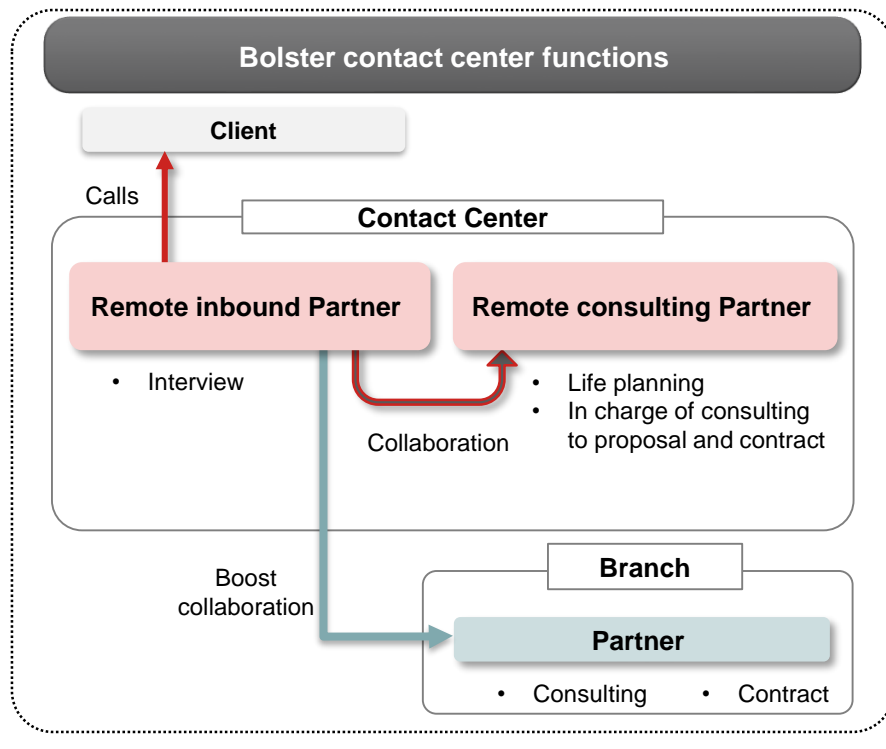 Bolster contact center functions
Client
Calls
Contact Center
Remote inbound Partner
Remote consulting Partner
• Interview
• Life planning
• In charge of consulting
to proposal and contract
Collaboration
Boost
collaboration
Branch
Partner
• Consulting
• Contract